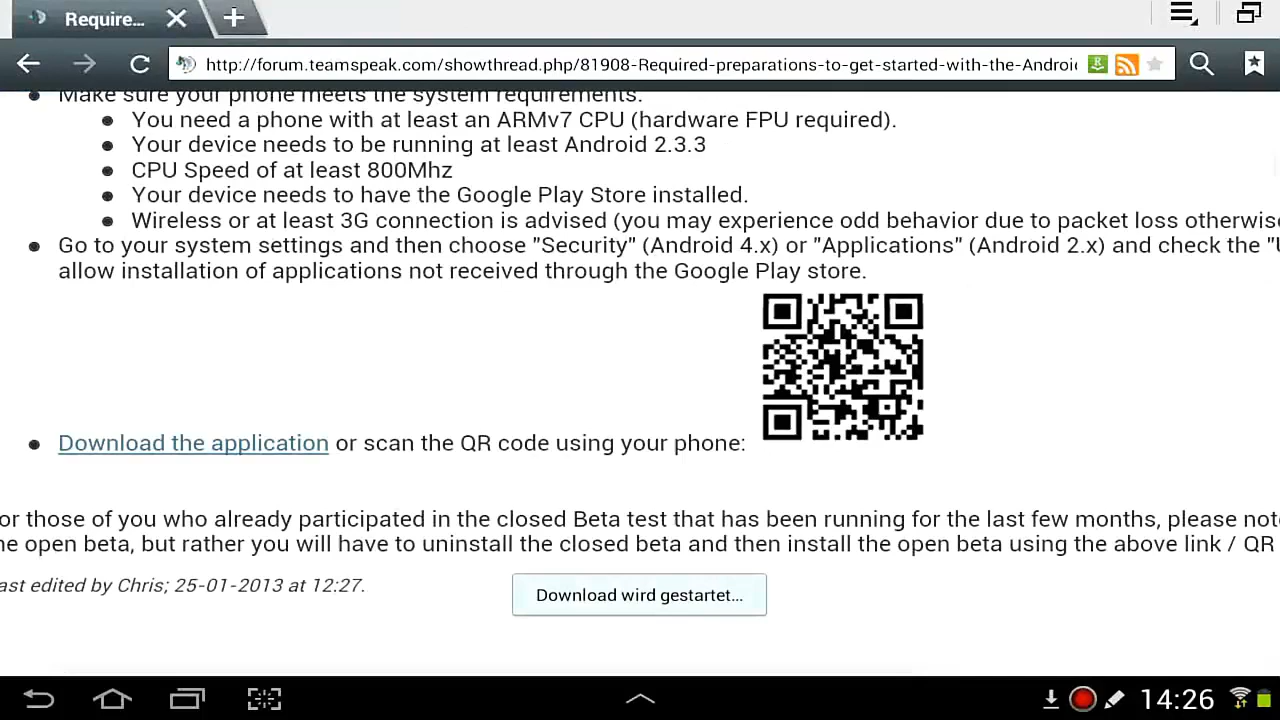 Require...
http://forum.teamspeak.com/showthread.php/81908-Required-preparations-to-get-started-with-the-Androi
Make sure your phone meets the system requirements.
You need a phone with at least an ARMv7 CPU (hardware FPU required).
Your device needs to be running at least Android 2.3.3
CPU Speed of at least 800Mhz
Your device needs to have the Google Play Store installed.
Wireless or at least 3G connection is advised (you may experience odd behavior due to packet loss otherwise
Go to your system settings and then choose "Security" (Android 4.x) or "Applications" (Android 2.x) and check the "U
allow installation of applications not received through the Google Play store.
Download the application or scan the QR code using your phone:
or those of you who already participated in the closed Beta test that has been running for the last few months, please note
he open beta, but rather you will have to uninstall the closed beta and then install the open beta using the above link / QR
ast edited by Chris; 25-01-2013 at 12:27.
Download wird gestartet...
14:26